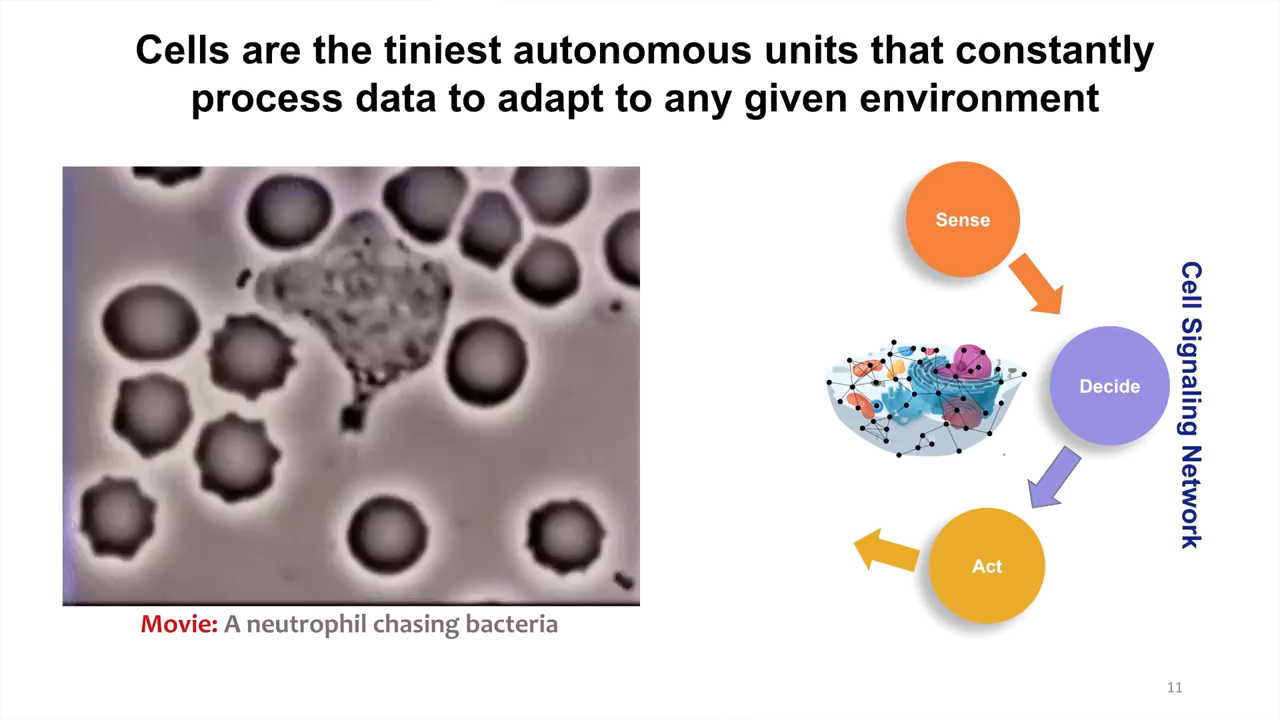 Cells are the tiniest autonomous units that constantly
process data to adapt to any given environment
Sense
Decide
Act
Cell Signaling Network
Movie: A neutrophil chasing bacteria
11